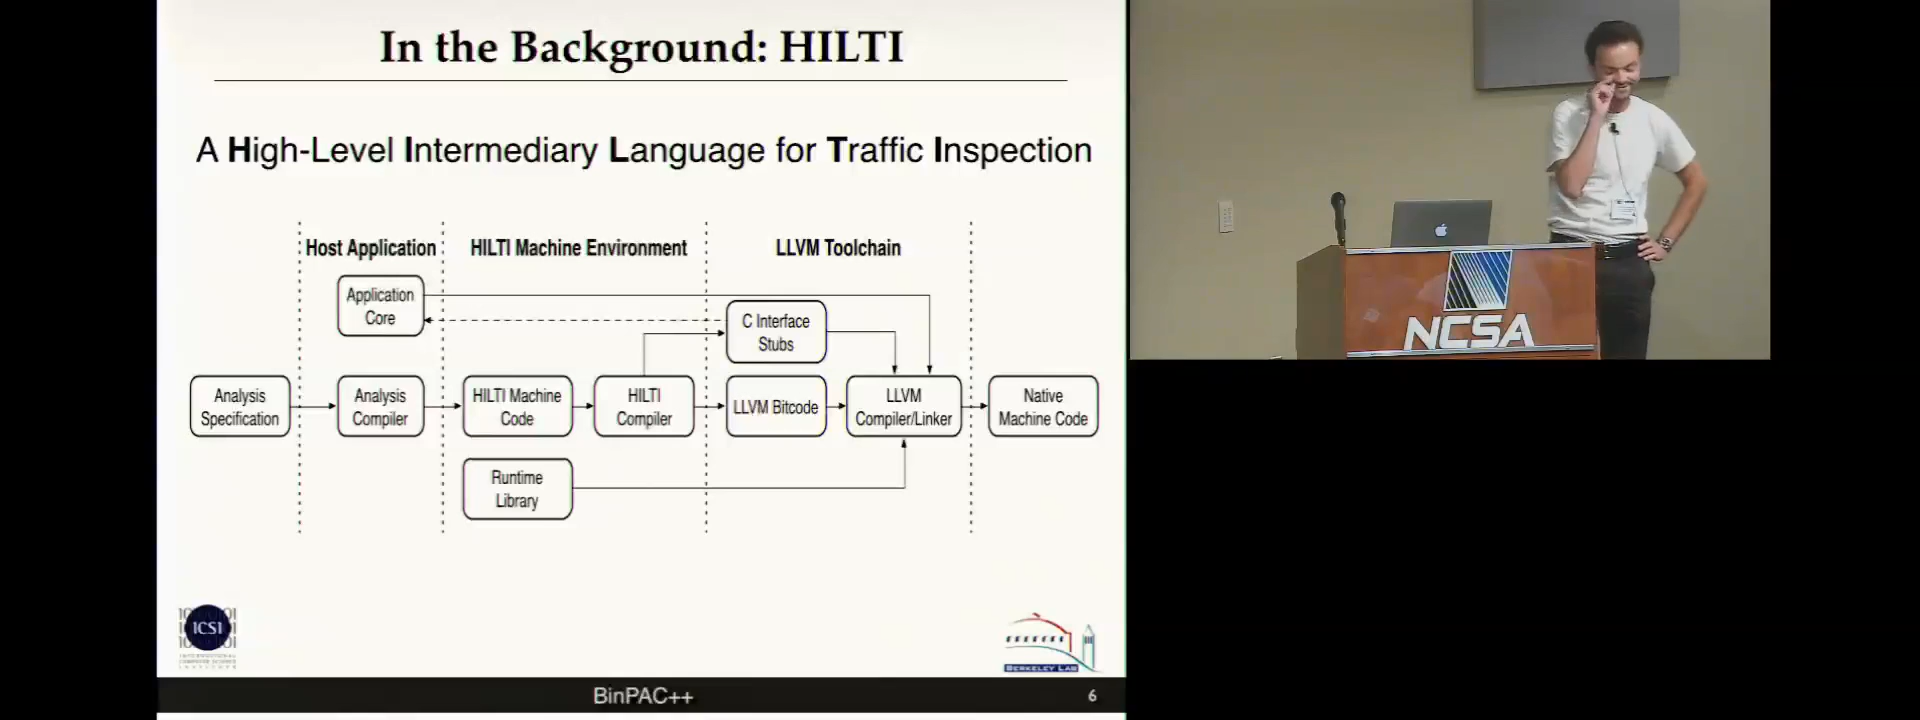 In the Background: HILTI
A High-Level Intermediary Language for Traffic Inspection
Host Application
HILTI Machine Environment
LLVM Toolchain
Application
Core
C Interface
Stubs
Analysis
Specification
Analysis
Compiler
HILTI Machine
Code
HILTI
Compiler
LLVM Bitcode
LLVM
Compiler/Linker
Native
Machine Code
Runtime
Library
ICSI
BERKELEY LAB
BinPAC++
6
NCSA